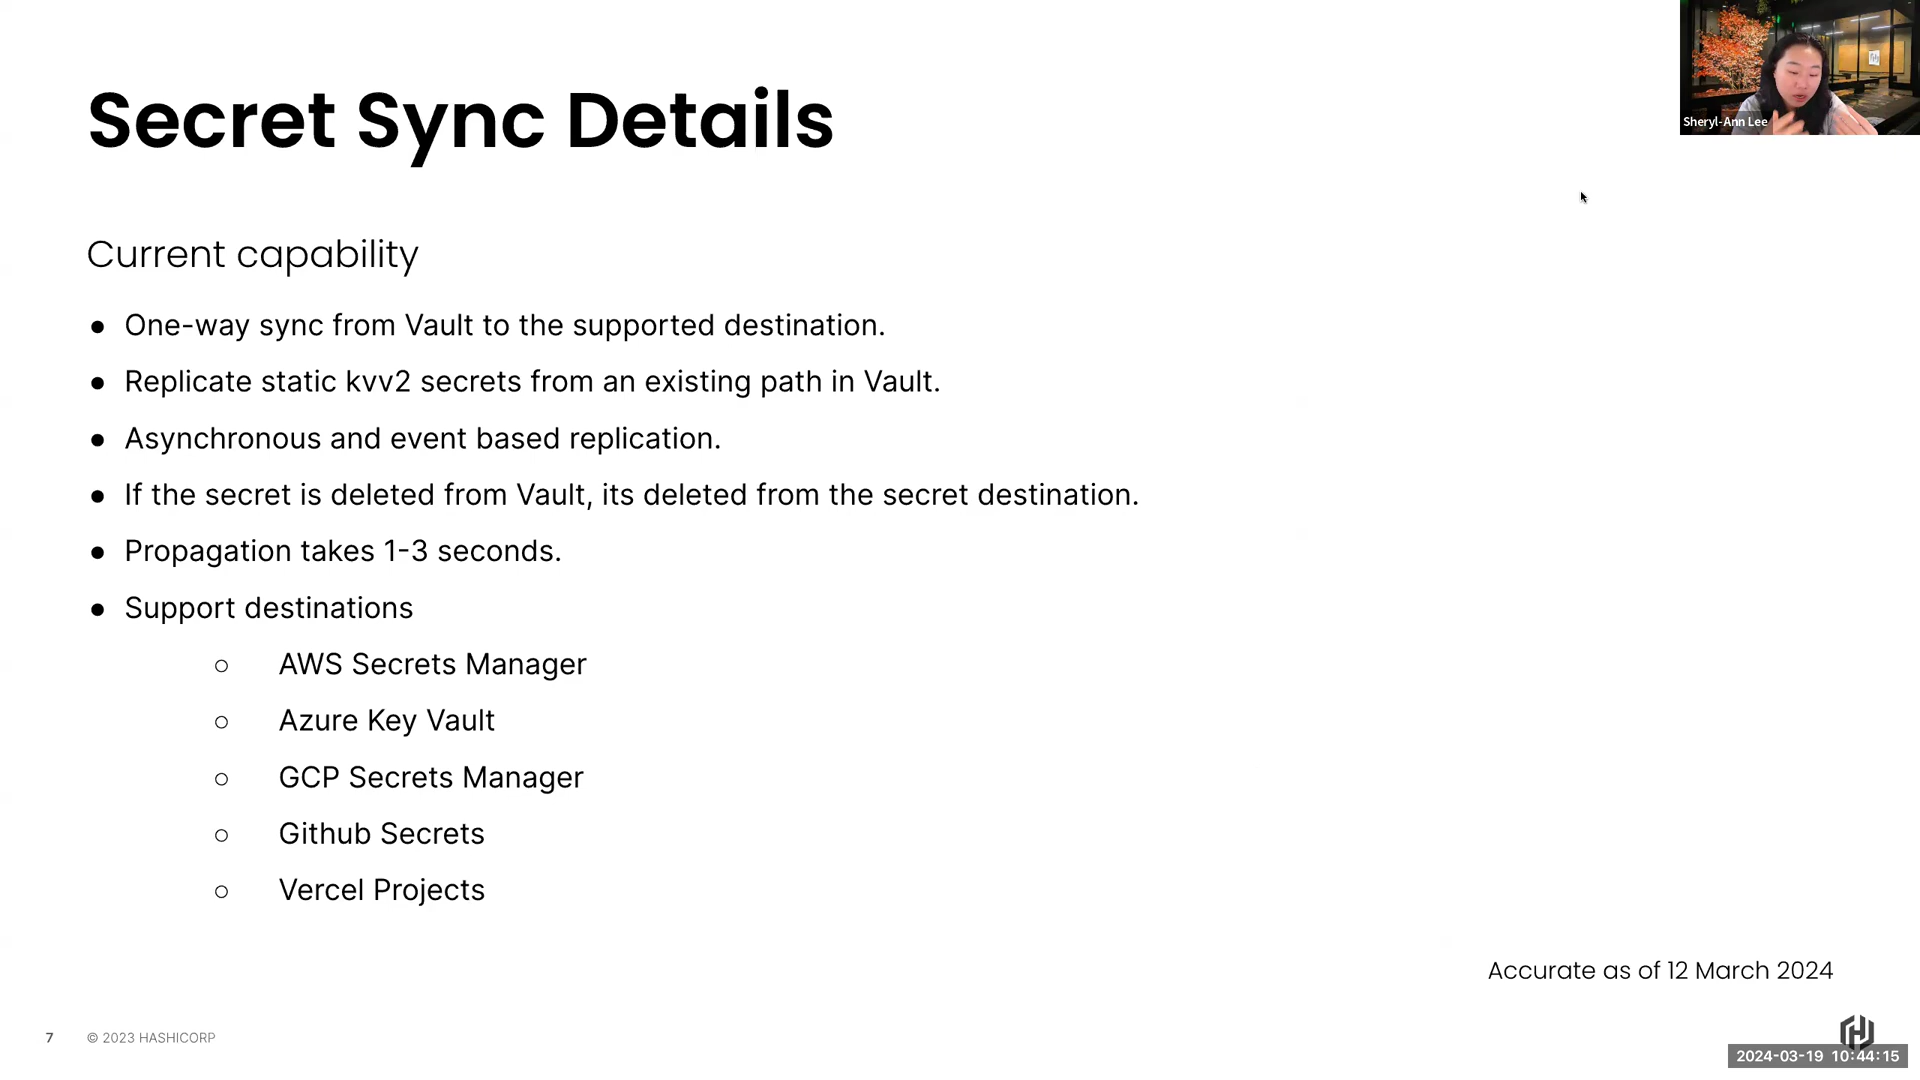 Secret Sync Details
Sheryl-Ann Lee
Current capability
● One-way sync from Vault to the supported destination.
● Replicate static kvv2 secrets from an existing path in Vault.
● Asynchronous and event based replication.
● If the secret is deleted from Vault, its deleted from the secret destination.
● Propagation takes 1-3 seconds.
● Support destinations
○ AWS Secrets Manager
○ Azure Key Vault
○ GCP Secrets Manager
○ Github Secrets
○ Vercel Projects
Accurate as of 12 March 2024
7 © 2023 HASHICORP
2024-03-19 10:44:15